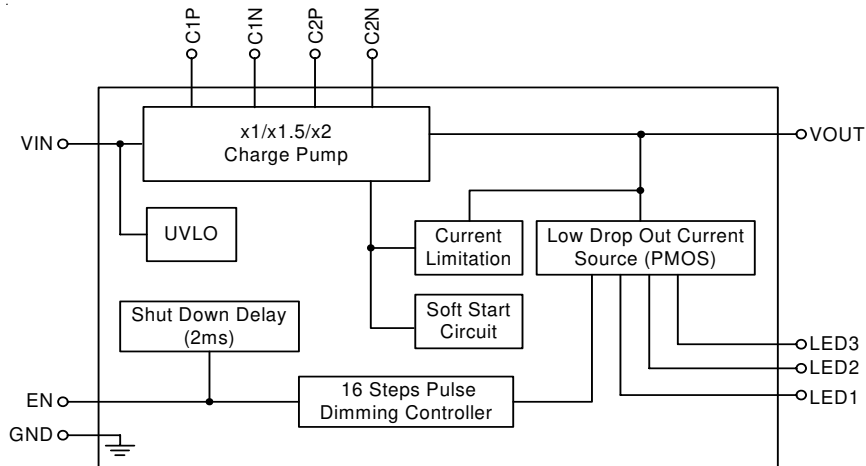 C1P
C1N
C2P
C2N
x1/x1.5/x2
Charge Pump
VIN
VOUT
UVLO
Current
Limitation
Low Drop Out Current
Source (PMOS)
Shut Down Delay
(2ms)
Soft Start
Circuit
LED3
LED2
LED1
16 Steps Pulse
Dimming Controller
EN
GND